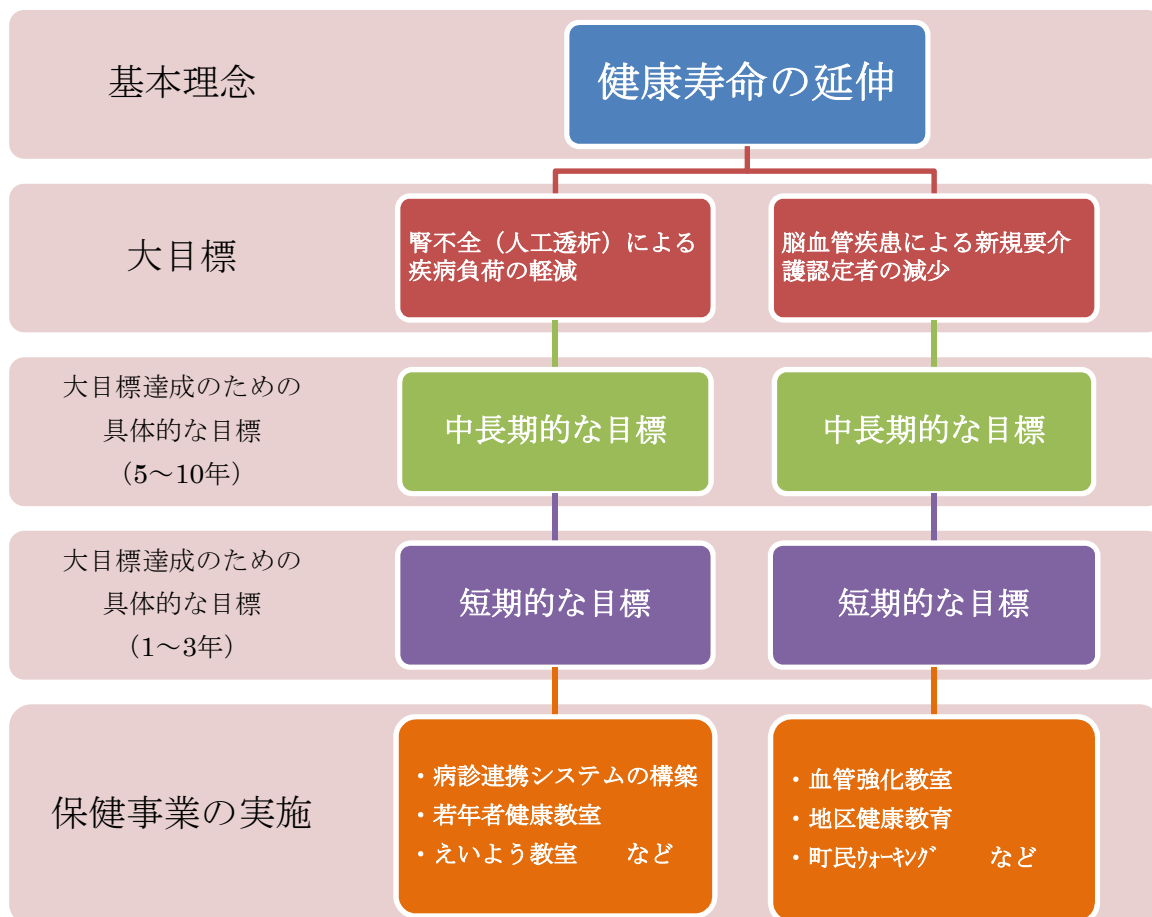 基本理念
健康寿命の延伸
大目標
腎不全（人工透析）による
疾病負荷の軽減
脳血管疾患による新規要介
護認定者の減少
大目標達成のための
具体的な目標
（5～10年）
中長期的な目標
中長期的な目標
大目標達成のための
具体的な目標
（1～3年）
短期的な目標
短期的な目標
保健事業の実施
・病診連携システムの構築
・若年者健康教室
・えいよう教室　　など
・血管強化教室
・地区健康教育
・町民ｳｫｰｷﾝｸﾞ　　など